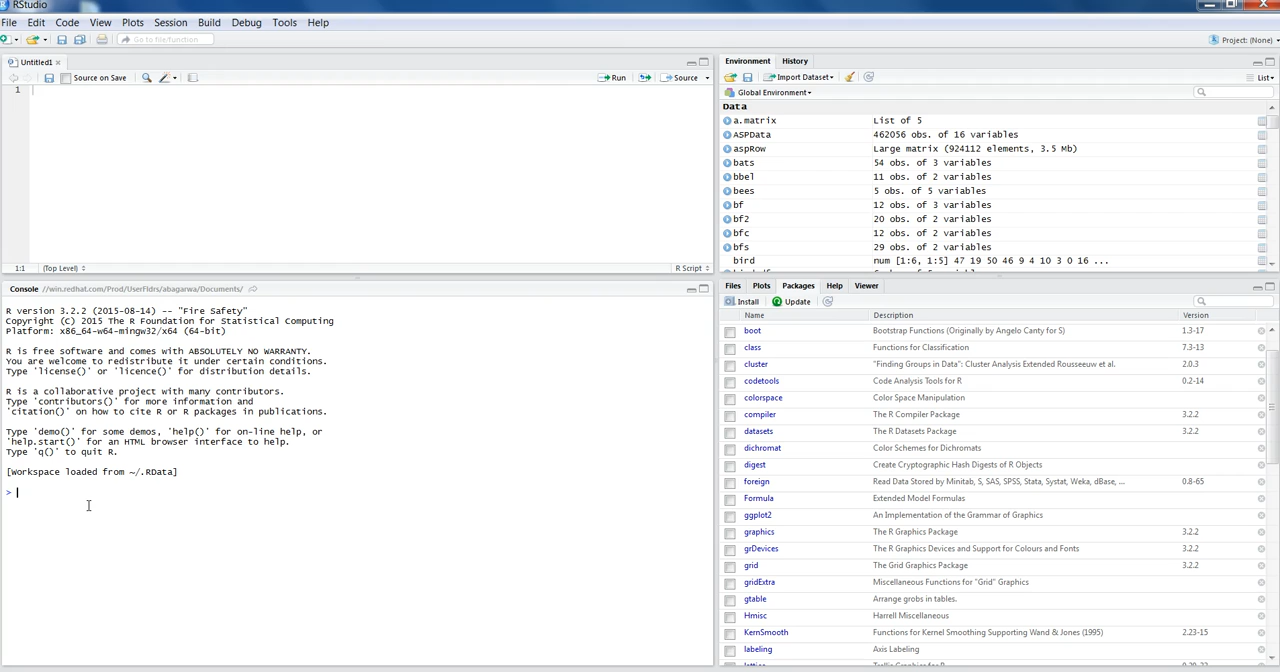 RStudio
File Edit Code View Plots Session Build Debug Tools Help
Go to file/function
Project: (None)
Untitled1
Source on Save
Run
Source
1
1:1 (Top Level)
R Script
Console //win.redhat.com/Prod/UserFldrs/abagarwa/Documents/
R version 3.2.2 (2015-08-14) -- "Fire Safety"
Copyright (C) 2015 The R Foundation for Statistical Computing
Platform: x86_64-w64-mingw32/x64 (64-bit)
R is free software and comes with ABSOLUTELY NO WARRANTY.
You are welcome to redistribute it under certain conditions.
Type 'license()' or 'licence()' for distribution details.
R is a collaborative project with many contributors.
Type 'contributors()' for more information and
'citation()' on how to cite R or R packages in publications.
Type 'demo()' for some demos, 'help()' for on-line help, or
'help.start()' for an HTML browser interface to help.
Type 'q()' to quit R.
[Workspace loaded from ~/.RData]
>
Environment History
Import Dataset
List
Global Environment
Data
a.matrix List of 5
ASPData 462056 obs. of 16 variables
aspRow Large matrix (924112 elements, 3.5 Mb)
bats 54 obs. of 3 variables
bbel 11 obs. of 2 variables
bees 5 obs. of 5 variables
bf 12 obs. of 3 variables
bf2 20 obs. of 2 variables
bfc 12 obs. of 2 variables
bfs 29 obs. of 2 variables
bird num [1:6, 1:5] 47 19 50 46 9 4 10 3 0 16 ...
Files Plots Packages Help Viewer
Install Update
Name Description Version
boot Bootstrap Functions (Originally by Angelo Canty for S) 1.3-17
class Functions for Classification 7.3-13
cluster "Finding Groups in Data": Cluster Analysis Extended Rousseeuw et al. 2.0.3
codetools Code Analysis Tools for R 0.2-14
colorspace Color Space Manipulation
compiler The R Compiler Package 3.2.2
datasets The R Datasets Package 3.2.2
dichromat Color Schemes for Dichromats
digest Create Cryptographic Hash Digests of R Objects
foreign Read Data Stored by Minitab, S, SAS, SPSS, Stata, Systat, Weka, dBase, ... 0.8-65
Formula Extended Model Formulas
ggplot2 An Implementation of the Grammar of Graphics
graphics The R Graphics Package 3.2.2
grDevices The R Graphics Devices and Support for Colours and Fonts 3.2.2
grid The Grid Graphics Package 3.2.2
gridExtra Miscellaneous Functions for "Grid" Graphics
gtable Arrange grobs in tables.
Hmisc Harrell Miscellaneous
KernSmooth Functions for Kernel Smoothing Supporting Wand & Jones (1995) 2.23-15
labeling Axis Labeling